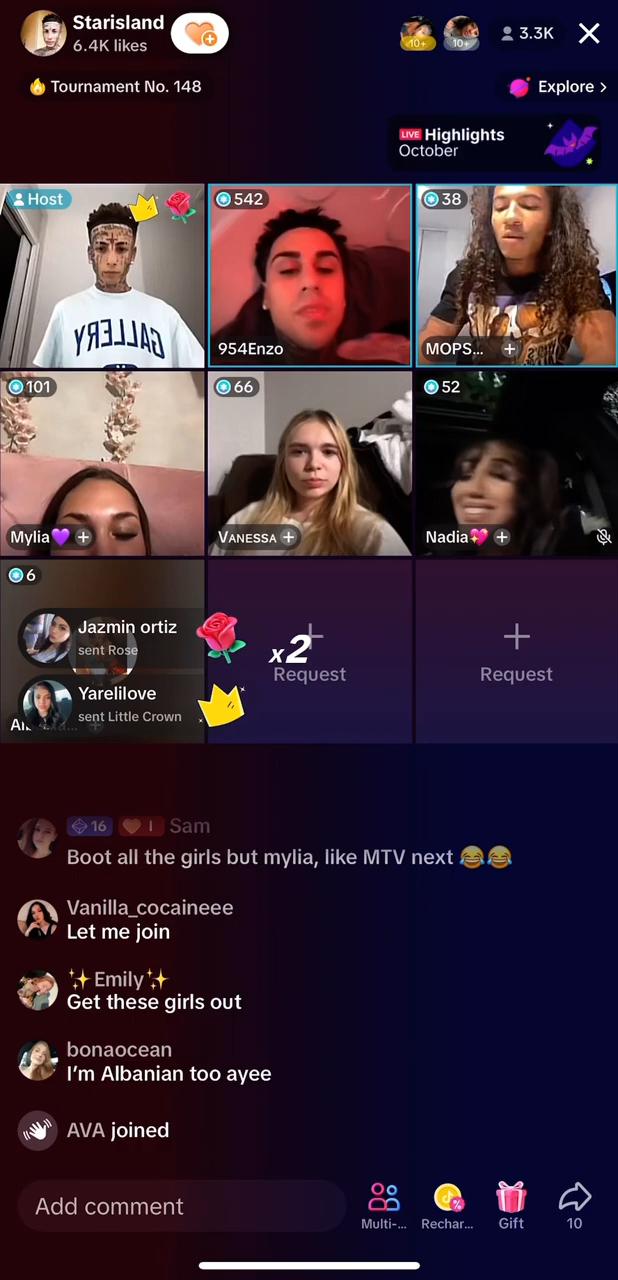 Starisland
6.4K likes
10+
10+
3.3K
Tournament No. 148
Explore >
LIVE Highlights
October
Host
542
38
GALLERY
954Enzo
MOPS...
101
66
52
Mylia💜
VANESSA
Nadia💖
6
Jazmin ortiz
sent Rose
x2
Request
Request
Yarelilove
sent Little Crown
16 I Sam
Boot all the girls but mylia, like MTV next 😂😂
Vanilla_cocaineee
Let me join
✨Emily✨
Get these girls out
bonaocean
I'm Albanian too ayee
AVA joined
Add comment
Multi-...
Rechar...
Gift
10